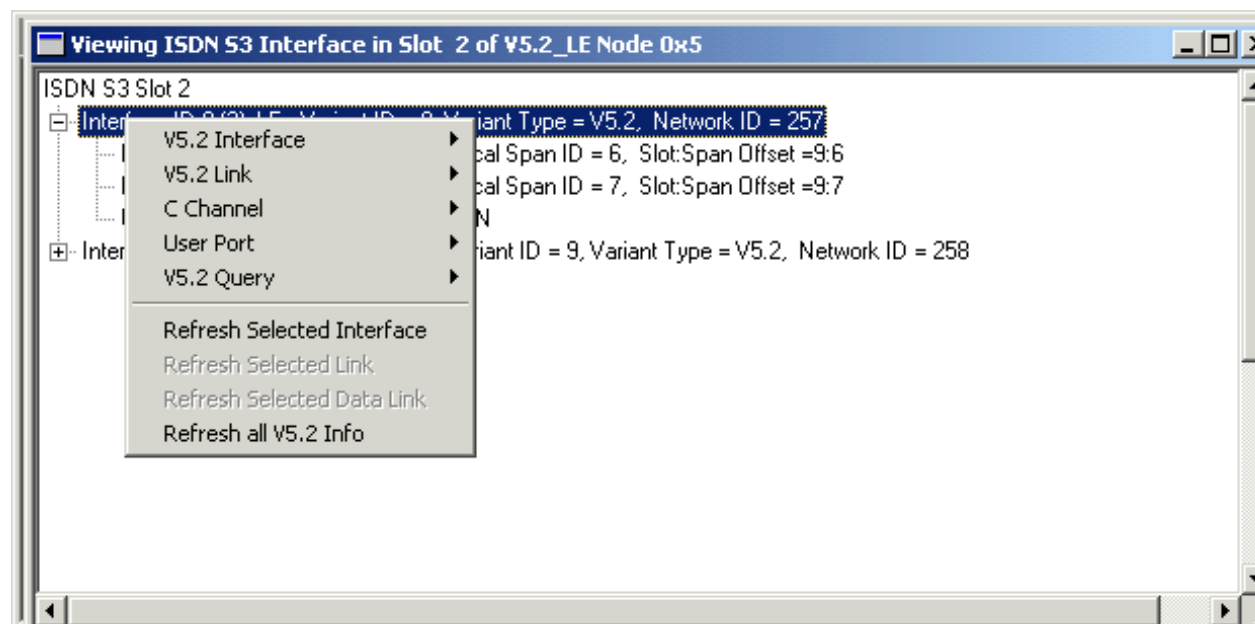 Viewing ISDN S3 Interface in Slot 2 of V5.2_LE Node 0x5
ISDN S3 Slot 2
Inter iant Type = V5.2, Network ID = 257
cal Span ID = 6, Slot:Span Offset =9:6
cal Span ID = 7, Slot:Span Offset =9:7
N
Inter riant ID = 9, Variant Type = V5.2, Network ID = 258
V5.2 Interface
V5.2 Link
C Channel
User Port
V5.2 Query
Refresh Selected Interface
Refresh Selected Link
Refresh Selected Data Link
Refresh all V5.2 Info